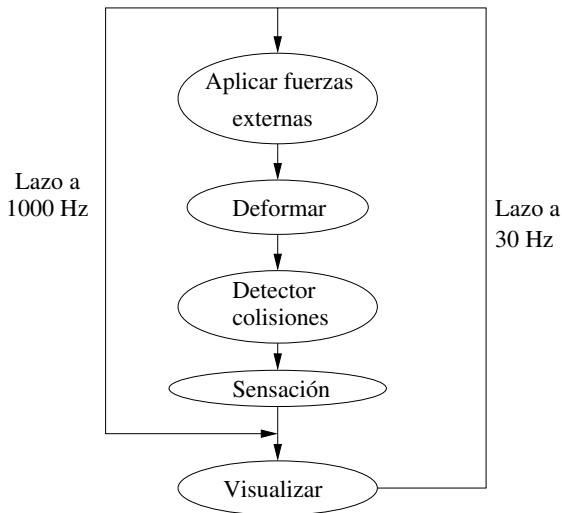 Aplicar fuerzas
externas
Lazo a
1000 Hz
Deformar
Lazo a
30 Hz
Detector
colisiones
Sensación
Visualizar